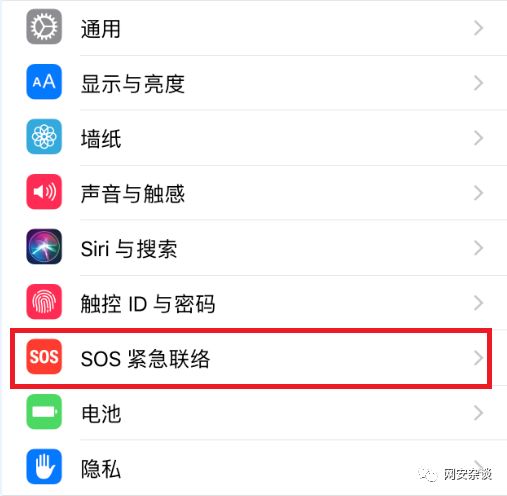 通用
AA 显示与亮度
墙纸
声音与触感
Siri 与搜索
触控 ID 与密码
SOS SOS 紧急联络
电池
隐私
网安杂谈